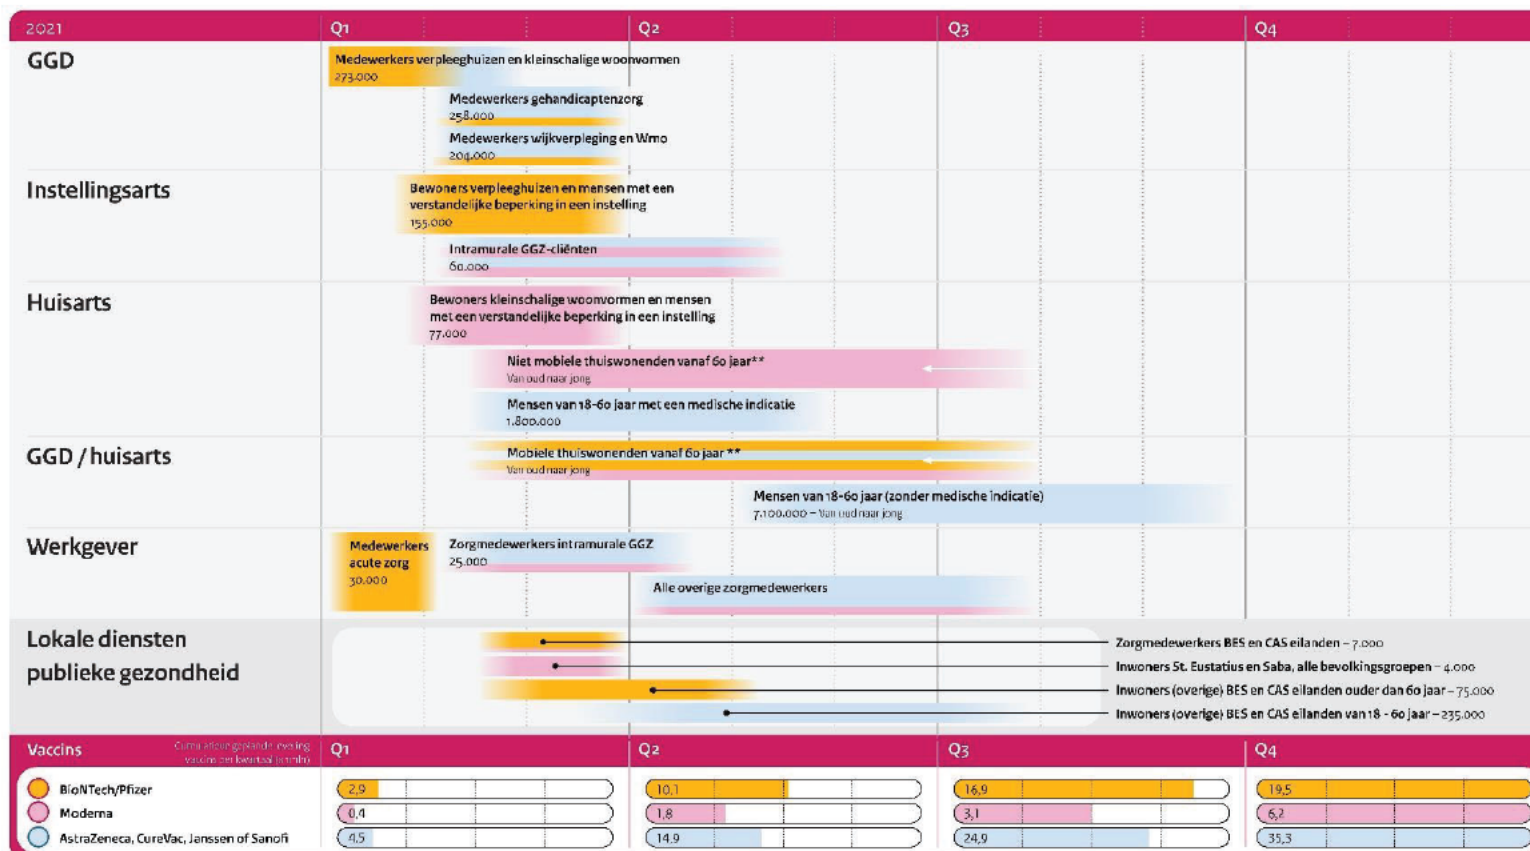 2021 Q1 Q2 Q3 Q4
GGD
Medewerkers verpleeghuizen en kleinschalige woonvormen
273.000
Medewerkers gehandicaptenzorg
258.000
Medewerkers wijkverpleging en Wmo
204.000
Instellingsarts
Bewoners verpleeghuizen en mensen met een
verstandelijke beperking in een instelling
155.000
Intramurale GGZ-cliënten
60.000
Huisarts
Bewoners kleinschalige woonvormen en mensen
met een verstandelijke beperking in een instelling
77.000
Niet mobiele thuiswonenden vanaf 60 jaar**
Van oud naar jong
Mensen van 18-60 jaar met een medische indicatie
1.800.000
GGD / huisarts
Mobiele thuiswonenden vanaf 60 jaar **
Van oud naar jong
Mensen van 18-60 jaar (zonder medische indicatie)
7.100.000 – Van oud naar jong
Werkgever
Medewerkers
acute zorg
30.000
Zorgmedewerkers intramurale GGZ
25.000
Alle overige zorgmedewerkers
Lokale diensten
publieke gezondheid
Zorgmedewerkers BES en CAS eilanden – 7.000
Inwoners St. Eustatius en Saba, alle bevolkingsgroepen – 4.000
Inwoners (overige) BES en CAS eilanden ouder dan 60 jaar – 75.000
Inwoners (overige) BES en CAS eilanden van 18 - 60 jaar – 235.000
Vaccins
vaccins per kwartaal
Q1 Q2 Q3 Q4
BioNTech/Pfizer 2,9 10,1 16,9 19,5
Moderna 0,4 1,8 3,1 6,2
AstraZeneca, CureVac, Janssen of Sanofi 4,5 14,9 24,9 35,3